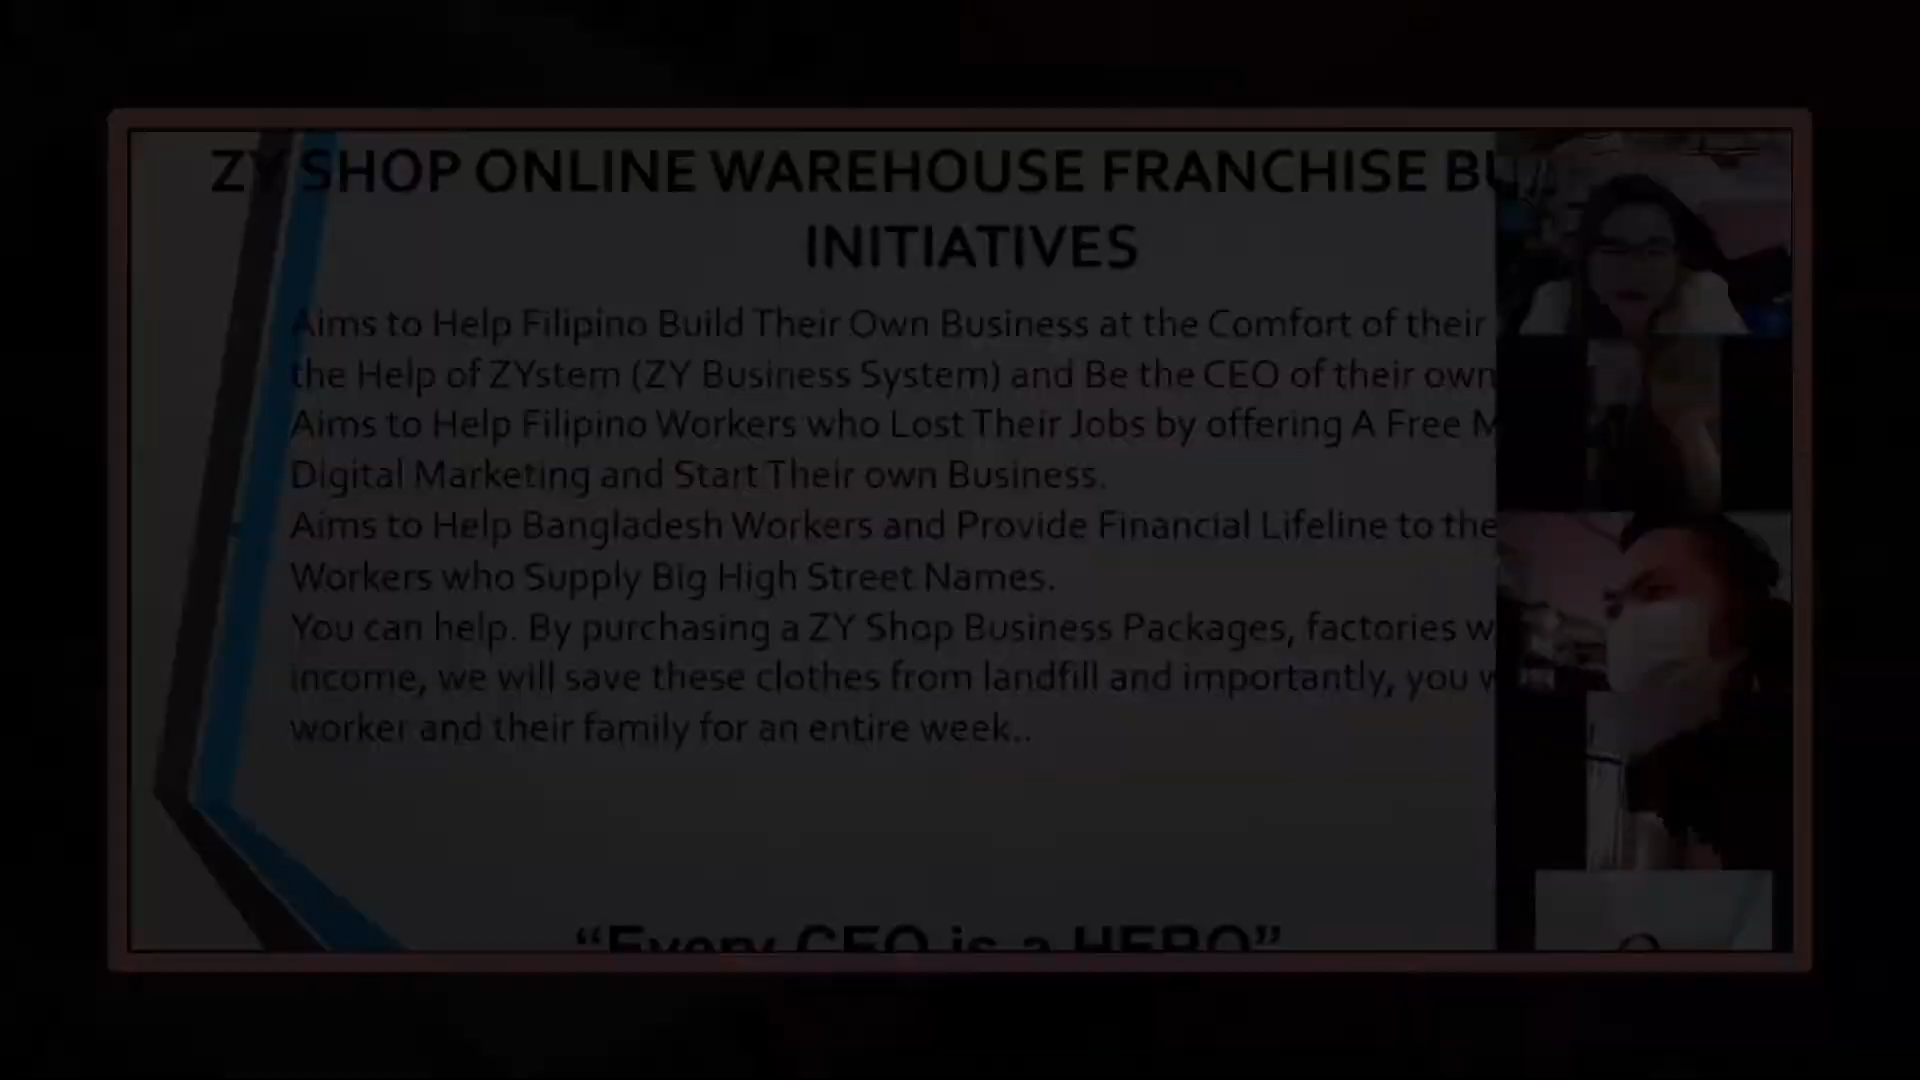 ZY SHOP ONLINE WAREHOUSE FRANCHISE
INITIATIVES
Aims to Help Filipino Build Their Own Business at the Comfort of their
the Help of ZYstem (ZY Business System) and Be the CEO of their own
Aims to Help Filipino Workers who Lost Their Jobs by offering A Free
Digital Marketing and Start Their own Business.
Aims to Help Bangladesh Workers and Provide Financial Lifeline to the
Workers who Supply Big High Street Names.
You can help. By purchasing a ZY Shop Business Packages, factories
income, we will save these clothes from landfill and importantly, you
worker and their family for an entire week..
“Every CEO is a HERO”